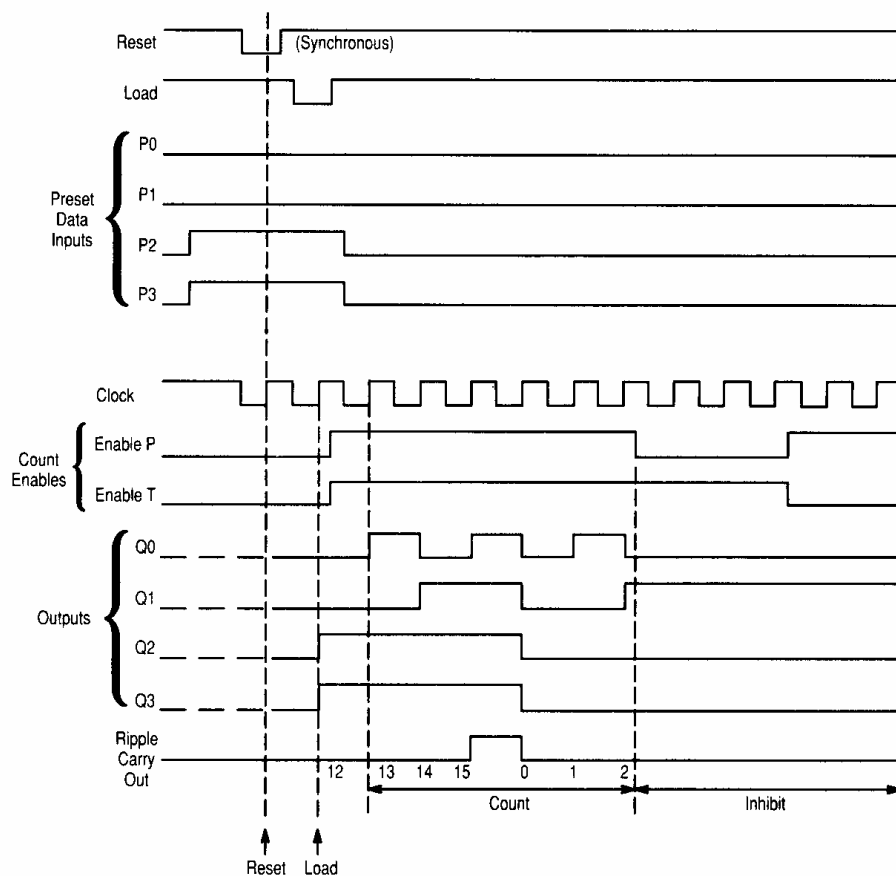 Reset
(Synchronous)
Load
P0
P1
Preset
Data
Inputs
P2
P3
Clock
Enable P
Count
Enables
Enable T
Q0
Q1
Outputs
Q2
Q3
Ripple
Carry
Out
12 13 14 15 0 1 2
Count
Inhibit
Reset Load